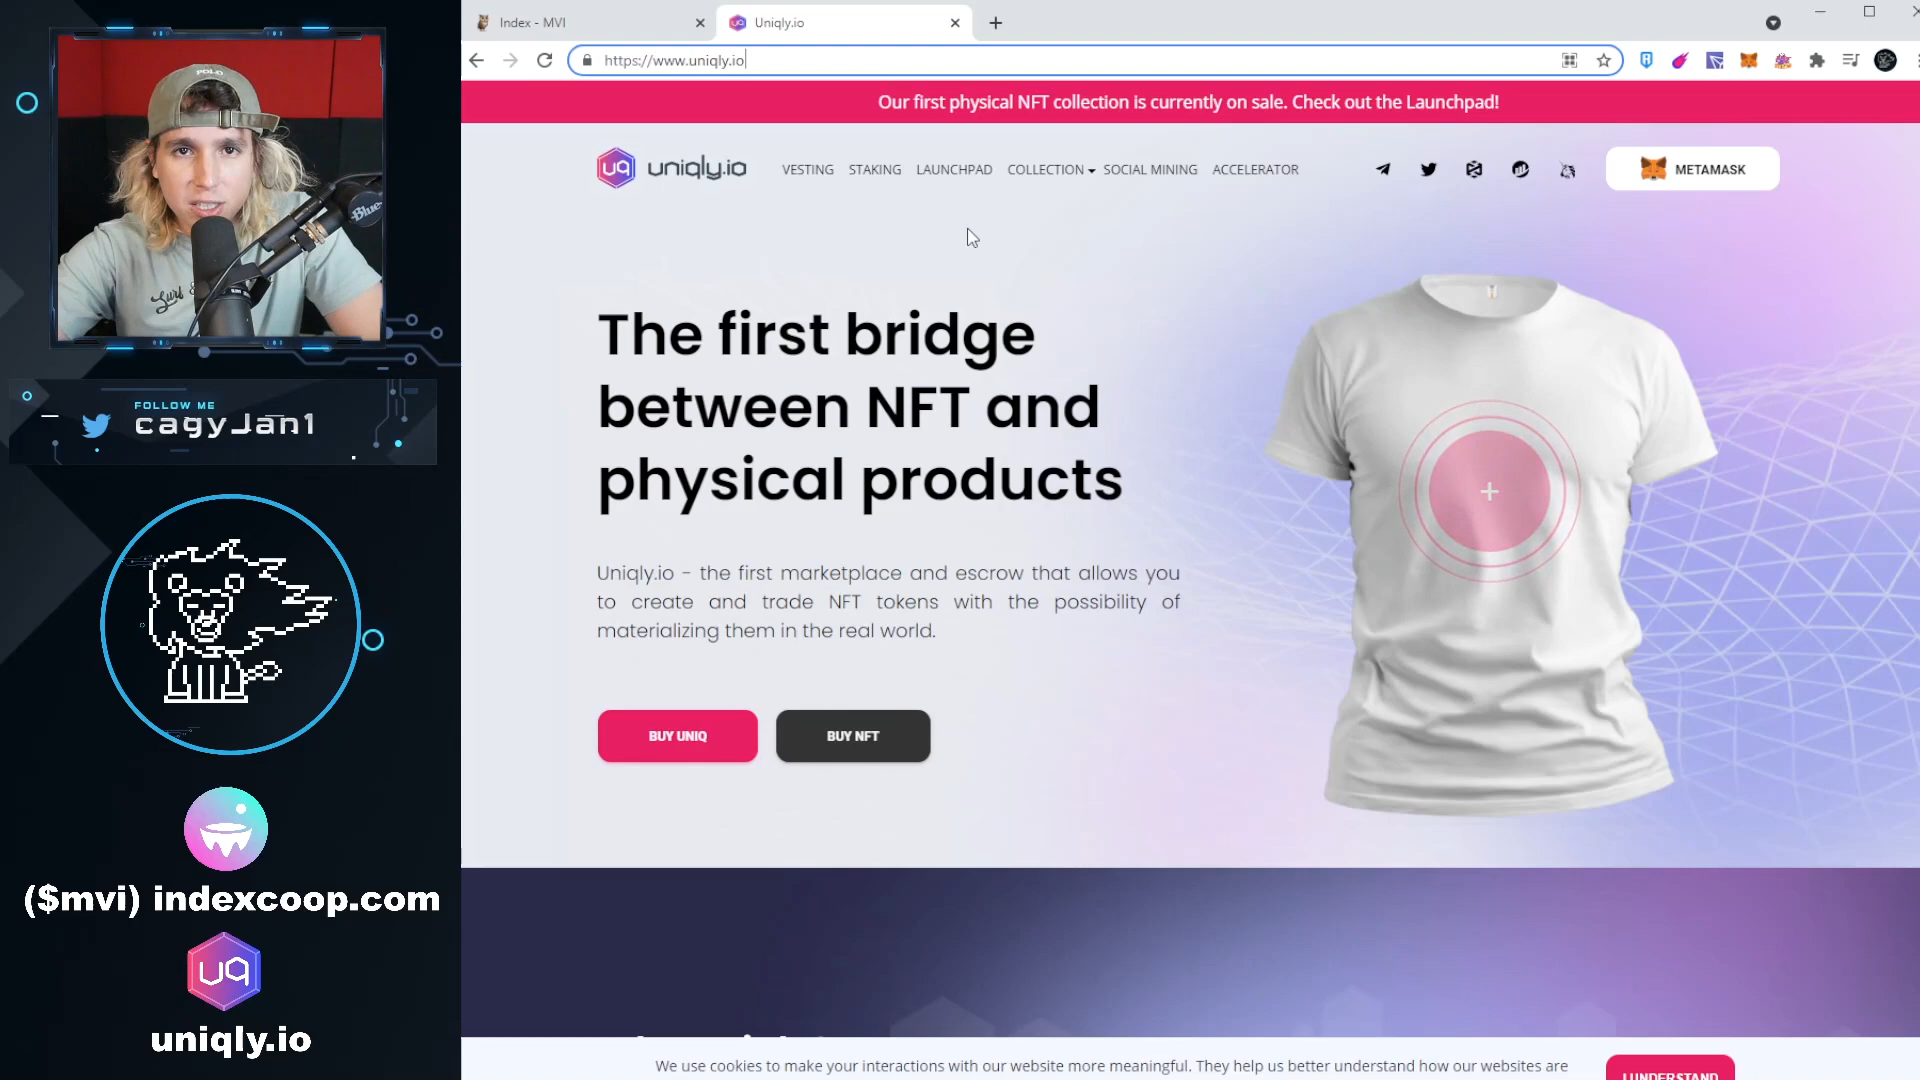 Index - MVI
Uniqly.io
https://www.uniqly.io
Our first physical NFT collection is currently on sale. Check out the Launchpad!
uniqly.io
VESTING STAKING LAUNCHPAD COLLECTION SOCIAL MINING ACCELERATOR
METAMASK
The first bridge
between NFT and
physical products
Uniqly.io - the first marketplace and escrow that allows you
to create and trade NFT tokens with the possibility of
materializing them in the real world.
BUY UNIQ
BUY NFT
We use cookies to make your interactions with our website more meaningful. They help us better understand how our websites are
I UNDERSTAND
POLO
Blue
Surf
FOLLOW ME
cagyJan1
($mvi) indexcoop.com
uq
uniqly.io